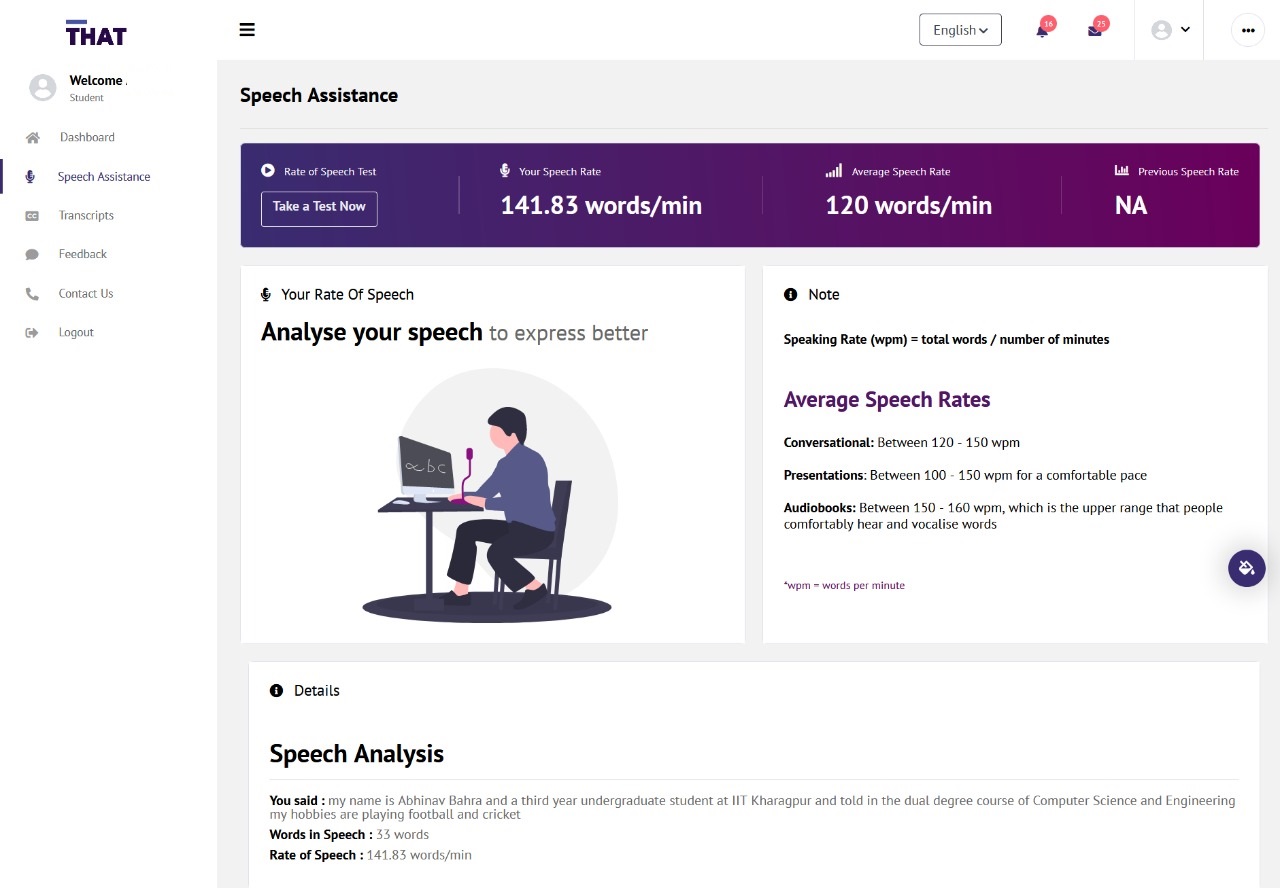 THAT
English
16
25
Welcome .
Student
Dashboard
Speech Assistance
Transcripts
Feedback
Contact Us
Logout
Speech Assistance
Rate of Speech Test
Take a Test Now
Your Speech Rate
141.83 words/min
Average Speech Rate
120 words/min
Previous Speech Rate
NA
Your Rate Of Speech
Analyse your speech to express better
abc
Note
Speaking Rate (wpm) = total words / number of minutes
Average Speech Rates
Conversational: Between 120 - 150 wpm
Presentations: Between 100 - 150 wpm for a comfortable pace
Audiobooks: Between 150 - 160 wpm, which is the upper range that people
comfortably hear and vocalise words
*wpm = words per minute
Details
Speech Analysis
You said : my name is Abhinav Bahra and a third year undergraduate student at IIT Kharagpur and told in the dual degree course of Computer Science and Engineering
my hobbies are playing football and cricket
Words in Speech : 33 words
Rate of Speech : 141.83 words/min